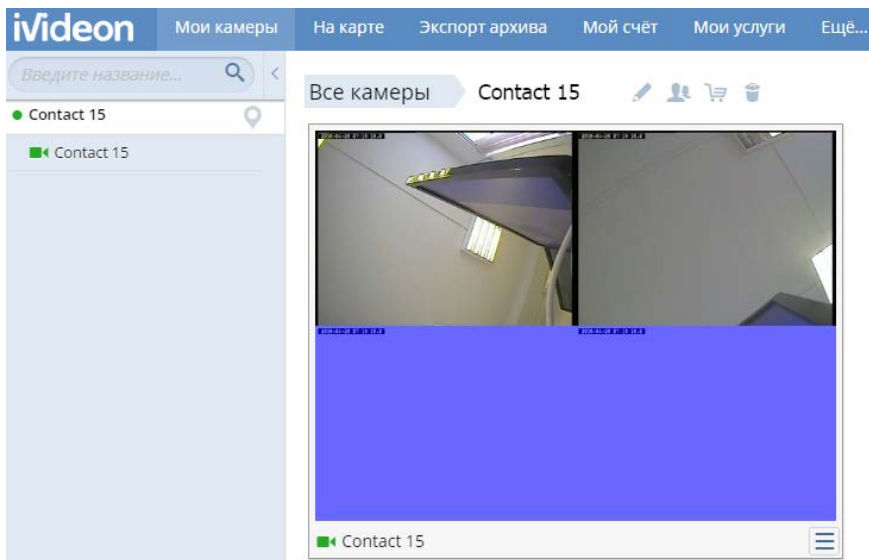 iVideon
Мои камеры
На карте
Экспорт архива
Мой счёт
Мои услуги
Ещё...
Введите название...
Contact 15
Contact 15
Все камеры
Contact 15
Contact 15